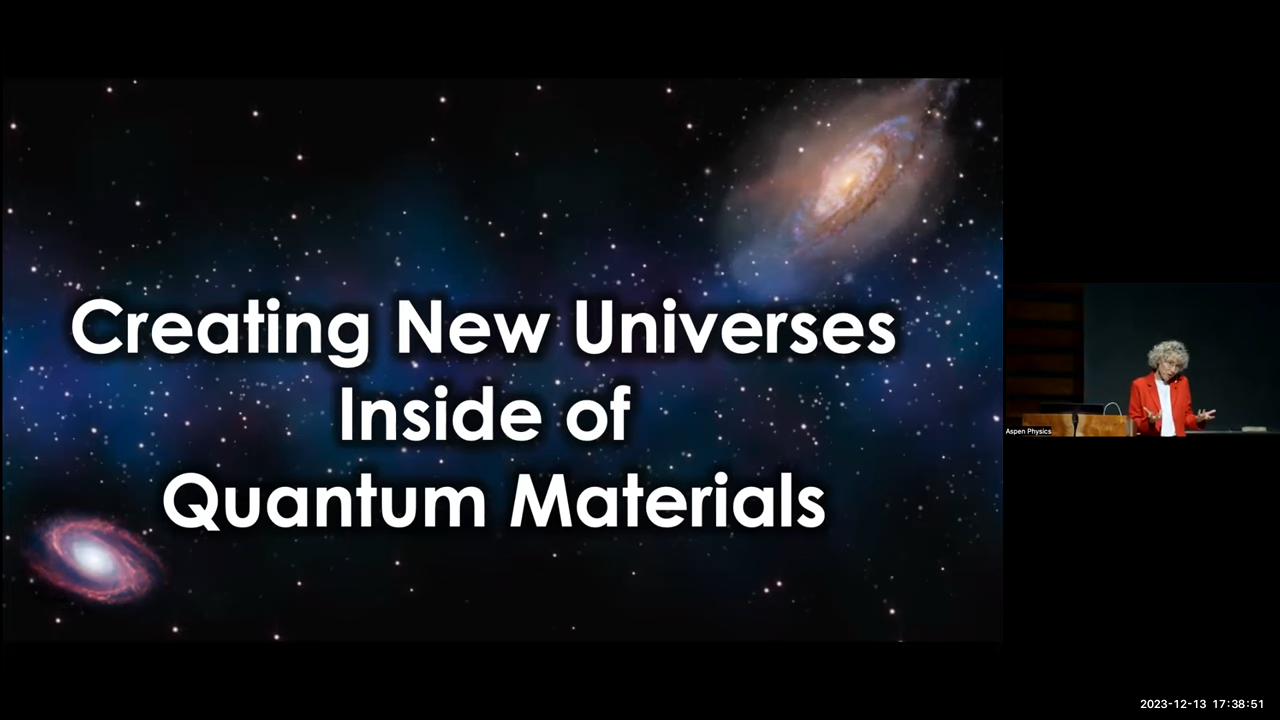 Creating New Universes
Inside of
Quantum Materials
Aspen Physics
2023-12-13 17:38:51